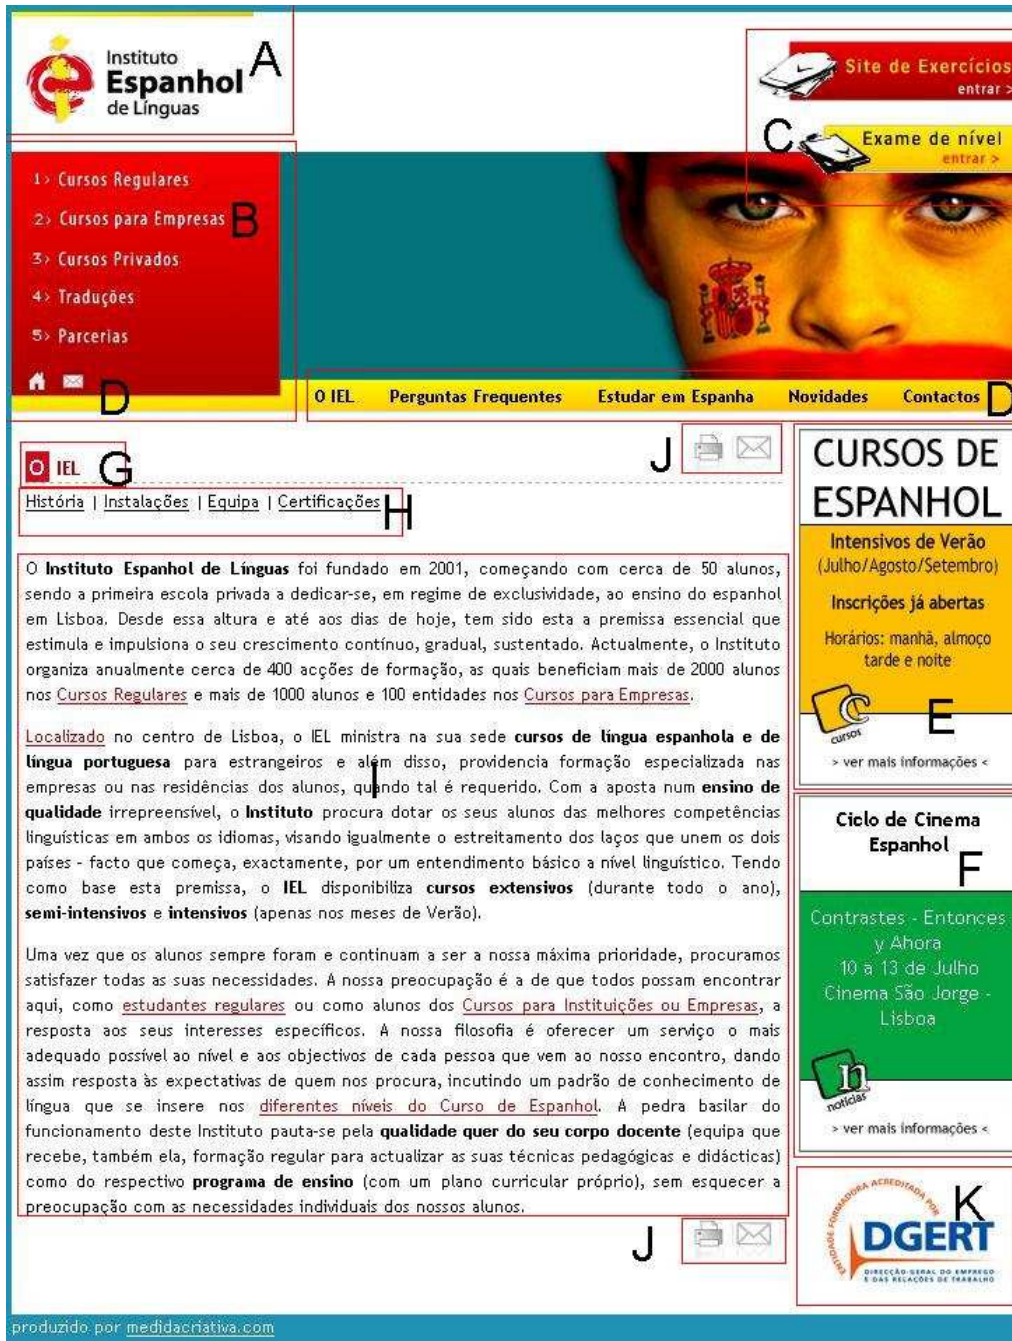 Instituto
Espanhol
de Línguas
A
Site de Exercícios
entrar >
C
Exame de nível
entrar >
1> Cursos Regulares
2> Cursos para Empresas
B
3> Cursos Privados
4> Traduções
5> Parcerias
D
O IEL Perguntas Frequentes Estudar em Espanha Novidades Contactos D
O IEL G
J
História | Instalações | Equipa | Certificações H
O Instituto Espanhol de Línguas foi fundado em 2001, começando com cerca de 50 alunos,
sendo a primeira escola privada a dedicar-se, em regime de exclusividade, ao ensino do espanhol
em Lisboa. Desde essa altura e até aos dias de hoje, tem sido esta a premissa essencial que
estimula e impulsiona o seu crescimento contínuo, gradual, sustentado. Actualmente, o Instituto
organiza anualmente cerca de 400 acções de formação, as quais beneficiam mais de 2000 alunos
nos Cursos Regulares e mais de 1000 alunos e 100 entidades nos Cursos para Empresas.
Localizado no centro de Lisboa, o IEL ministra na sua sede cursos de língua espanhola e de
língua portuguesa para estrangeiros e além disso, providencia formação especializada nas
empresas ou nas residências dos alunos, quando tal é requerido. Com a aposta num ensino de
I
qualidade irrepreensível, o Instituto procura dotar os seus alunos das melhores competências
linguísticas em ambos os idiomas, visando igualmente o estreitamento dos laços que unem os dois
países - facto que começa, exactamente, por um entendimento básico a nível linguístico. Tendo
como base esta premissa, o IEL disponibiliza cursos extensivos (durante todo o ano),
semi-intensivos e intensivos (apenas nos meses de Verão).
Uma vez que os alunos sempre foram e continuam a ser a nossa máxima prioridade, procuramos
satisfazer todas as suas necessidades. A nossa preocupação é a de que todos possam encontrar
aqui, como estudantes regulares ou como alunos dos Cursos para Instituições ou Empresas, a
resposta aos seus interesses específicos. A nossa filosofia é oferecer um serviço o mais
adequado possível ao nível e aos objectivos de cada pessoa que vem ao nosso encontro, dando
assim resposta às expectativas de quem nos procura, incutindo um padrão de conhecimento de
língua que se insere nos diferentes níveis do Curso de Espanhol. A pedra basilar do
funcionamento deste Instituto pauta-se pela qualidade quer do seu corpo docente (equipa que
recebe, também ela, formação regular para actualizar as suas técnicas pedagógicas e didácticas)
como do respectivo programa de ensino (com um plano curricular próprio), sem esquecer a
preocupação com as necessidades individuais dos nossos alunos.
J
CURSOS DE
ESPANHOL
Intensivos de Verão
(Julho/Agosto/Setembro)
Inscrições já abertas
Horários: manhã, almoço
tarde e noite
C
cursos
E
> ver mais informações <
Ciclo de Cinema
Espanhol
F
Contrastes - Entonces
y Ahora
10 a 13 de Julho
Cinema São Jorge -
Lisboa
n
notícias
> ver mais informações <
K
ENTIDADE FORMADORA ACREDITADA POR
DGERT
DIRECÇÃO-GERAL DO EMPREGO
E DAS RELAÇÕES DE TRABALHO
produzido por medidacriativa.com